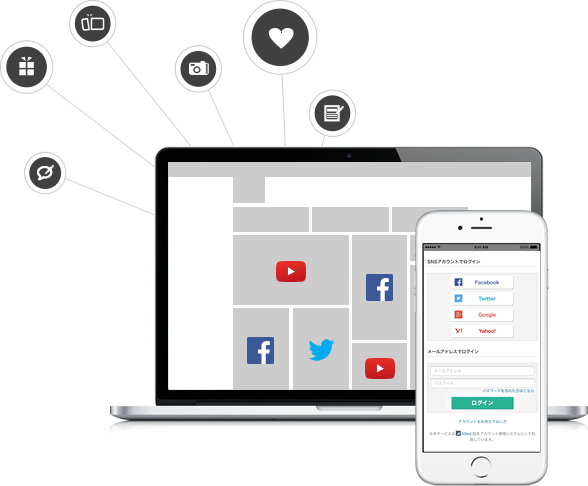 9:41 AM
100%
SNSアカウントでログイン
Facebook
Twitter
Google
Yahoo!
メールアドレスでログイン
メールアドレス
パスワード
パスワードを忘れた方はこちら
ログイン
アカウントをお持ちでない方